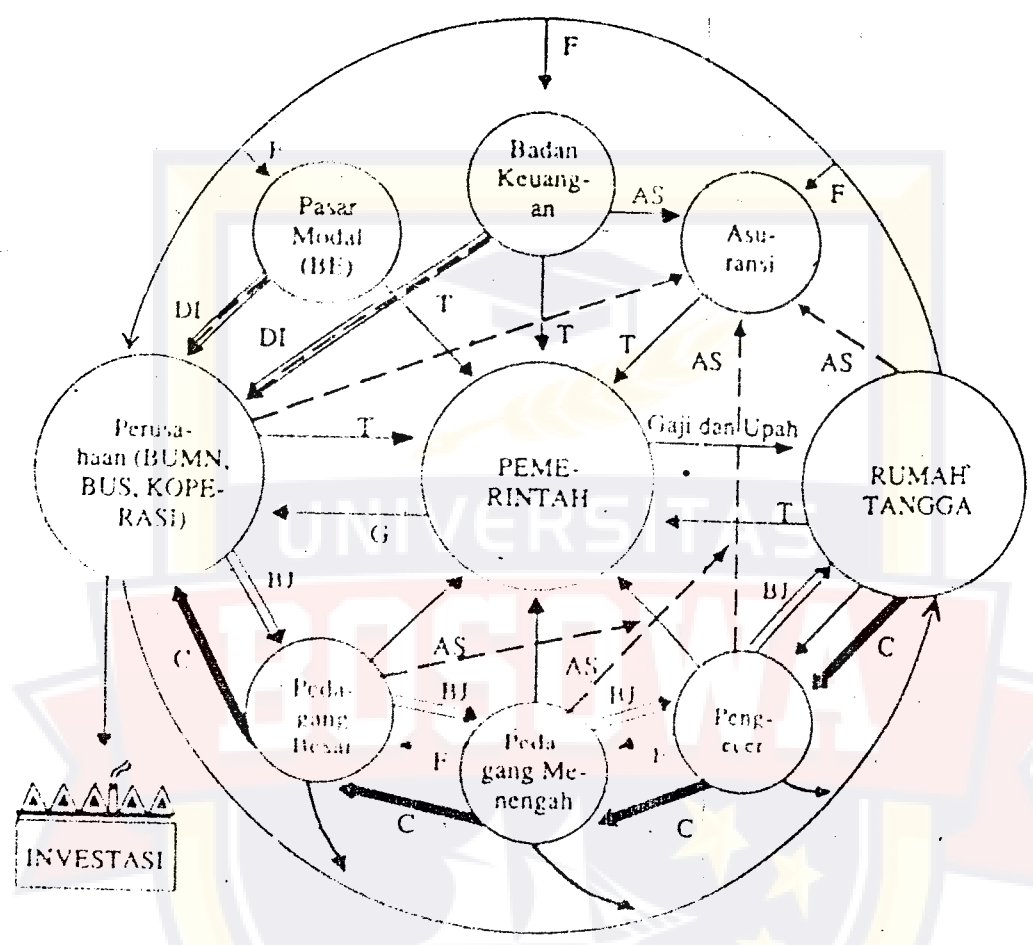 F
F
Badan
Keuang-
an
AS
F
Pasar
Modal
(BE)
Asu-
ransi
DI
DI
T
T
T
AS
AS
Perusa-
haan (BUMN,
BUS, KOPE-
RASI)
T
Gaji dan Upah
PEME-
RINTAH
RUMAH
TANGGA
G
T
UNIVERSITAS
BOSOWA
BJ
BJ
C
AS
AS
C
Peda-
gang
Besar
BJ
BJ
Peng-
ecer
F
Peda
gang Me-
nengah
F
C
C
INVESTASI